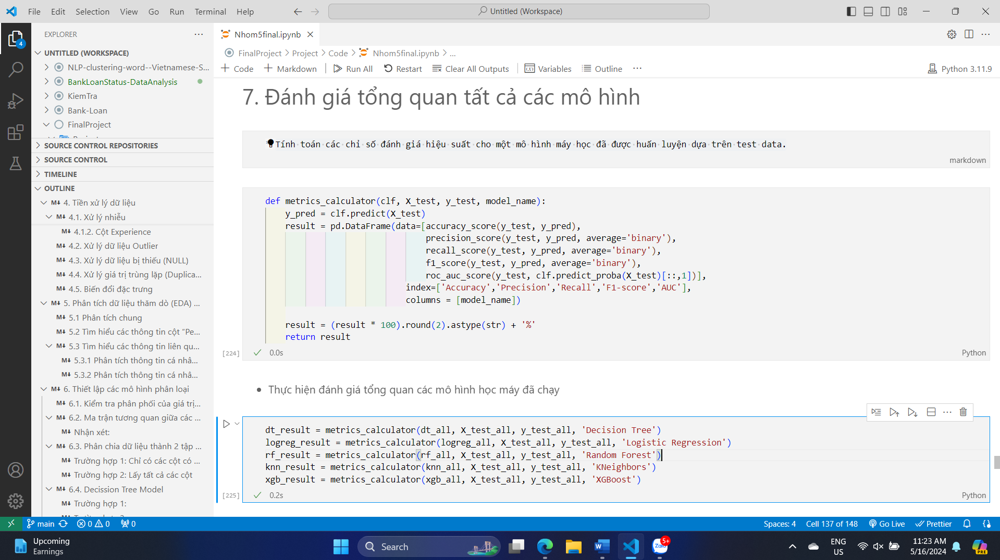 File Edit Selection View Go Run Terminal Help
Untitled (Workspace)
EXPLORER
Nhom5final.ipynb
UNTITLED (WORKSPACE)
NLP-clustering-word--Vietnamese-S...
BankLoanStatus-DataAnalysis
KiemTra
Bank-Loan
FinalProject
SOURCE CONTROL REPOSITORIES
SOURCE CONTROL
TIMELINE
OUTLINE
M↓ 4. Tiền xử lý dữ liệu
M↓ 4.1. Xử lý nhiễu
M↓ 4.1.2. Cột Experience
M↓ 4.2. Xử lý dữ liệu Outlier
M↓ 4.3. Xử lý dữ liệu bị thiếu (NULL)
M↓ 4.4. Xử lý giá trị trùng lặp (Duplica...
M↓ 4.5. Biến đổi đặc trưng
M↓ 5. Phân tích dữ liệu thăm dò (EDA) ...
M↓ 5.1 Phân tích chung
M↓ 5.2 Tìm hiểu các thông tin cột “Pe...
M↓ 5.3 Tìm hiểu các thông tin liên qu...
M↓ 5.3.1 Phân tích thông tin cá nhâ...
M↓ 5.3.2 Phân tích thông tin cá nhâ...
M↓ 6. Thiết lập các mô hình phân loại
M↓ 6.1. Kiểm tra phân phối của giá trị...
M↓ 6.2. Ma trận tương quan giữa các ...
M↓ Nhận xét:
M↓ 6.3. Phân chia dữ liệu thành 2 tập ...
M↓ Trường hợp 1: Chỉ có các cột có ...
M↓ Trường hợp 2: Lấy tất cả các cột
M↓ 6.4. Decission Tree Model
M↓ Trường hợp 1:
FinalProject > Project > Code > Nhom5final.ipynb > ...
+ Code + Markdown | Run All Restart Clear All Outputs | Variables Outline ...
Python 3.11.9
7. Đánh giá tổng quan tất cả các mô hình
Tính toán các chỉ số đánh giá hiệu suất cho một mô hình máy học đã được huấn luyện dựa trên test data.
markdown
def metrics_calculator(clf, X_test, y_test, model_name):
y_pred = clf.predict(X_test)
result = pd.DataFrame(data=[accuracy_score(y_test, y_pred),
precision_score(y_test, y_pred, average='binary'),
recall_score(y_test, y_pred, average='binary'),
f1_score(y_test, y_pred, average='binary'),
roc_auc_score(y_test, clf.predict_proba(X_test)[::,1])],
index=['Accuracy','Precision','Recall','F1-score','AUC'],
columns = [model_name])
result = (result * 100).round(2).astype(str) + '%'
return result
[224] 0.0s
Python
• Thực hiện đánh giá tổng quan các mô hình học máy đã chạy
dt_result = metrics_calculator(dt_all, X_test_all, y_test_all, 'Decision Tree')
logreg_result = metrics_calculator(logreg_all, X_test_all, y_test_all, 'Logistic Regression')
rf_result = metrics_calculator(rf_all, X_test_all, y_test_all, 'Random Forest')
knn_result = metrics_calculator(knn_all, X_test_all, y_test_all, 'KNeighbors')
xgb_result = metrics_calculator(xgb_all, X_test_all, y_test_all, 'XGBoost')
[225] 0.2s
Python
main 0 0 0
Spaces: 4 Cell 137 of 148 Go Live Prettier
Upcoming
Earnings
Search
Zalo
5+
ENG
US
11:23 AM
5/16/2024
PRE
4